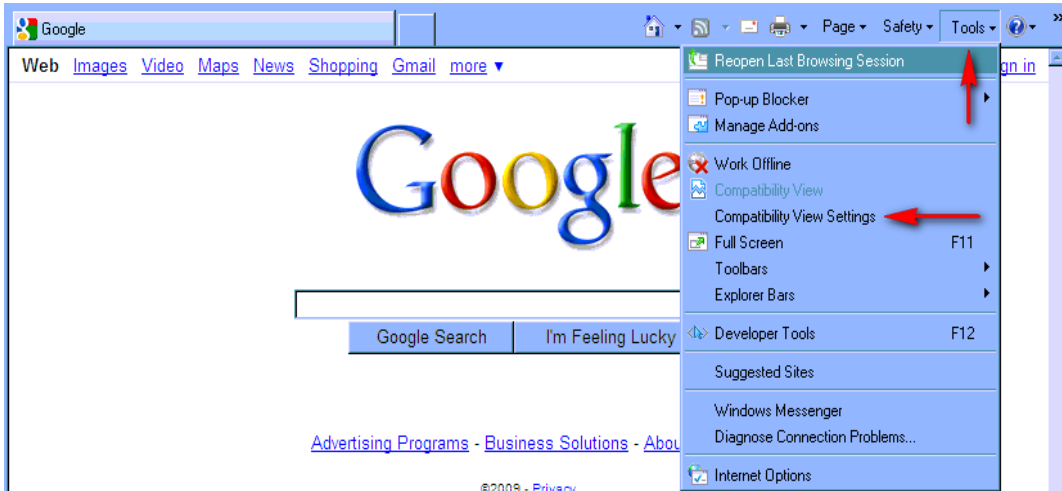 Google
Page Safety Tools
Web Images Video Maps News Shopping Gmail more ▼ gn in
Google
Google Search I'm Feeling Lucky
Advertising Programs - Business Solutions - Abou
©2009 - Privacy
Reopen Last Browsing Session
Pop-up Blocker
Manage Add-ons
Work Offline
Compatibility View
Compatibility View Settings
Full Screen F11
Toolbars
Explorer Bars
Developer Tools F12
Suggested Sites
Windows Messenger
Diagnose Connection Problems...
Internet Options